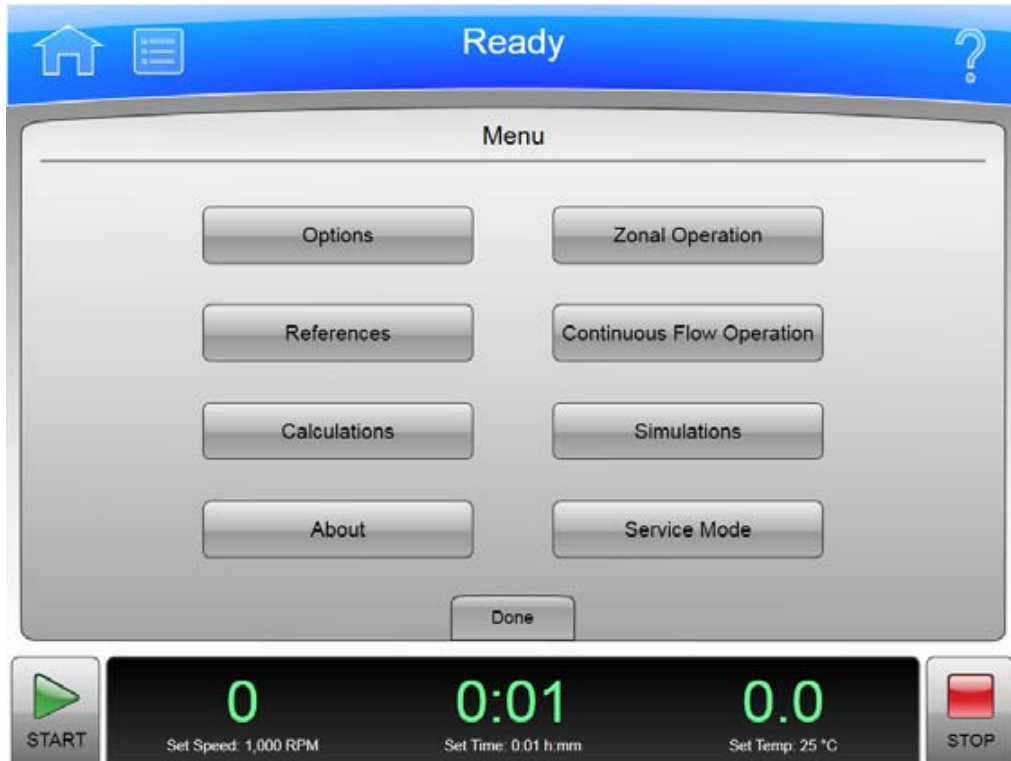 Ready
Menu
Options
Zonal Operation
References
Continuous Flow Operation
Calculations
Simulations
About
Service Mode
Done
START
0
0:01
0.0
STOP
Set Speed: 1,000 RPM
Set Time: 0:01 h:mm
Set Temp: 25 °C